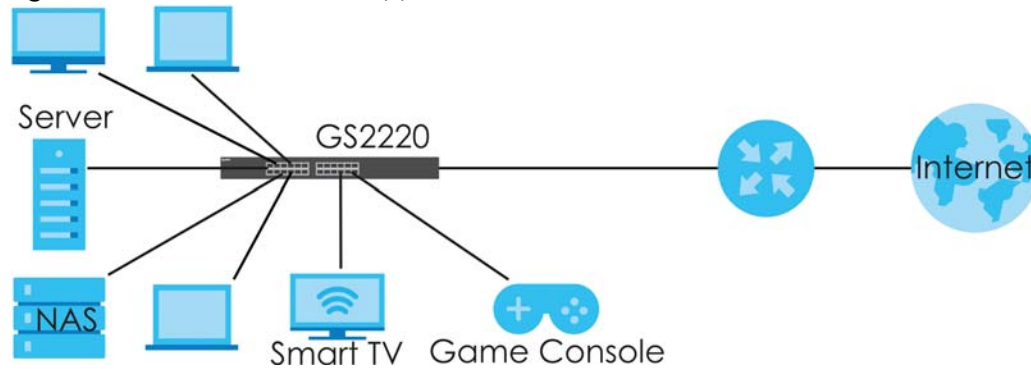 Server
GS2220
Internet
NAS
Smart TV
Game Console